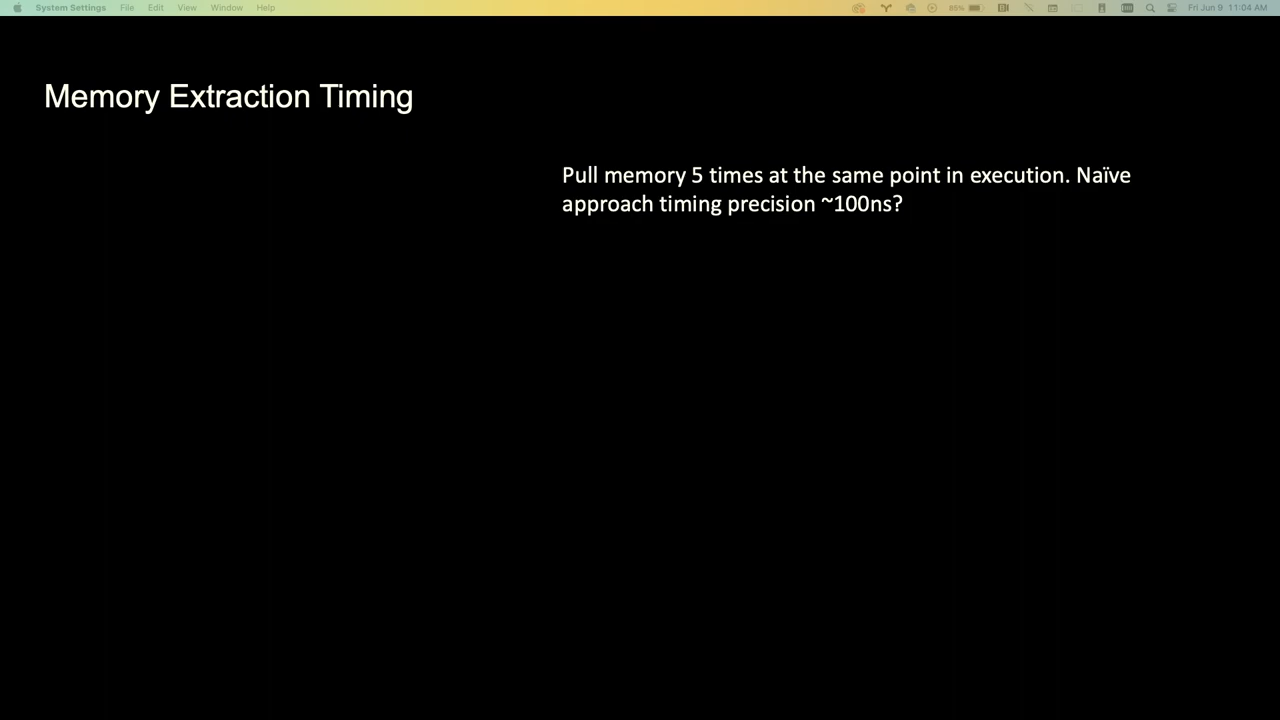 System Settings File Edit View Window Help 85% Fri Jun 9 11:04 AM
Memory Extraction Timing
Pull memory 5 times at the same point in execution. Naïve
approach timing precision ~100ns?